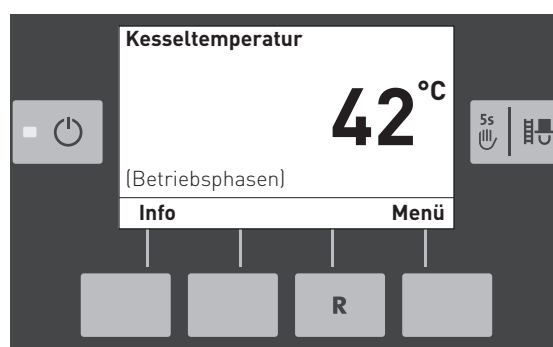 Kesseltemperatur
42 °C
5s
(Betriebsphasen)
Info Menü
R